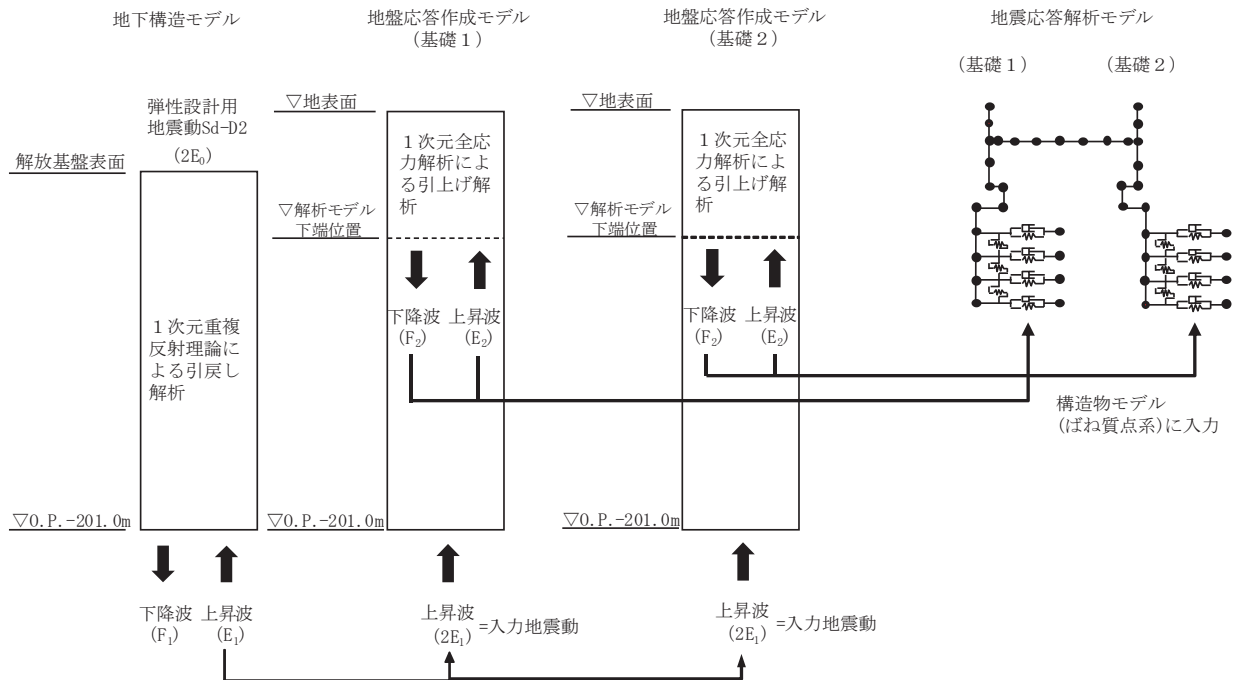 地下構造モデル
地盤応答作成モデル
(基礎１)
地盤応答作成モデル
(基礎２)
地震応答解析モデル
(基礎１)
(基礎２)
弾性設計用
地震動Sd-D2
(2E₀)
解放基盤表面
１次元重複
反射理論に
よる引戻し
解析
▽O.P.-201.0m
下降波
(F₁)
上昇波
(E₁)
▽地表面
１次元全応
力解析によ
る引上げ解
析
▽解析モデル
下端位置
下降波
(F₂)
上昇波
(E₂)
▽O.P.-201.0m
上昇波
(2E₁)
=入力地震動
▽地表面
１次元全応
力解析によ
る引上げ解
析
▽解析モデル
下端位置
下降波
(F₂)
上昇波
(E₂)
▽O.P.-201.0m
上昇波
(2E₁)
=入力地震動
構造物モデル
(ばね質点系)に入力